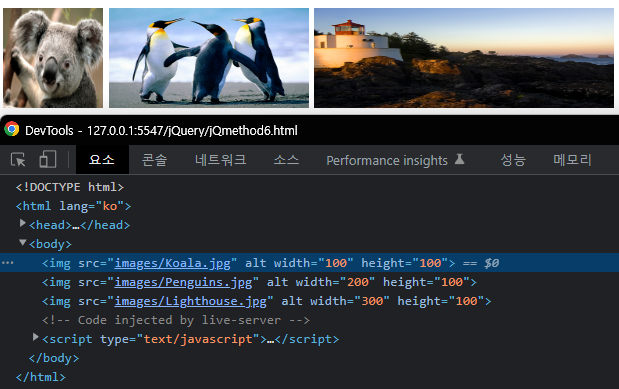 DevTools - 127.0.0.1:5547/jQuery/jQmethod6.html
요소 콘솔 네트워크 소스 Performance insights 성능 메모리
<!DOCTYPE html>
<html lang="ko">
<head>…</head>
<body>
<img src="images/Koala.jpg" alt width="100" height="100"> == $0
<img src="images/Penguins.jpg" alt width="200" height="100">
<img src="images/Lighthouse.jpg" alt width="300" height="100">
<!-- Code injected by live-server -->
<script type="text/javascript">…</script>
</body>
</html>